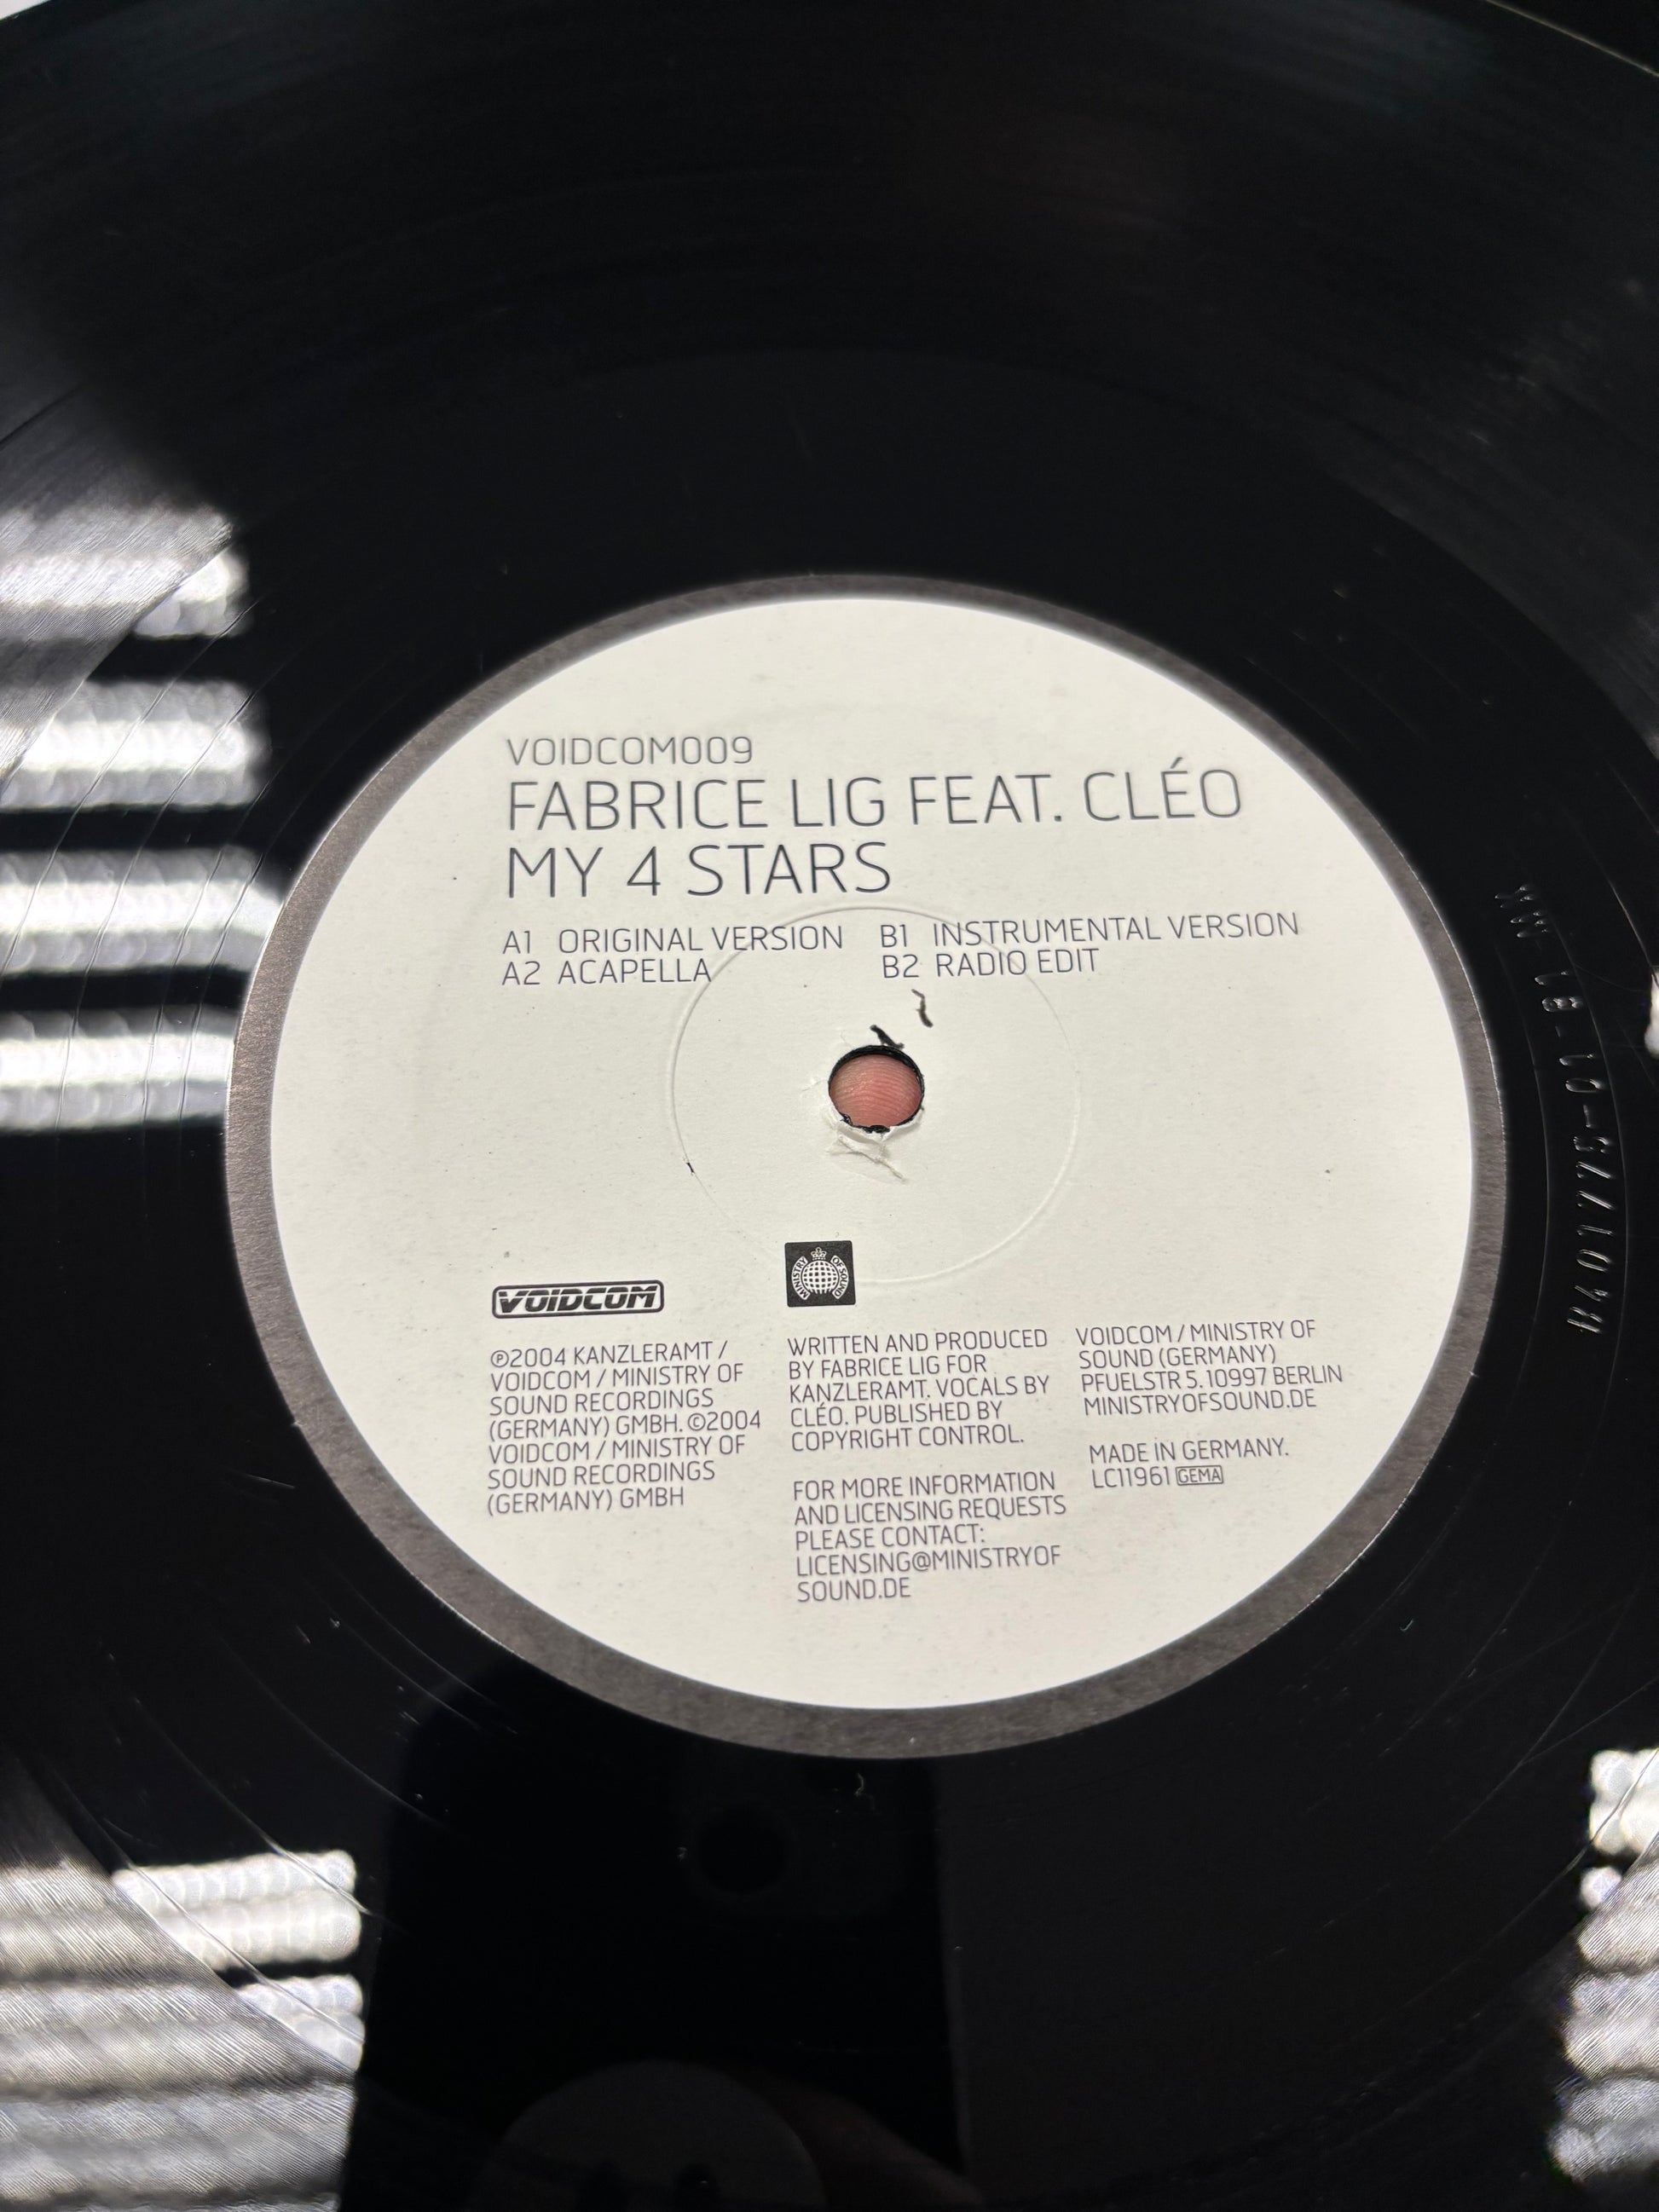 VOIDCOM009
FABRICE LIG FEAT. CLÉO
MY 4 STARS
A1 ORIGINAL VERSION
A2 ACAPELLA
B1 INSTRUMENTAL VERSION
B2 RADIO EDIT
VOIDCOM
MINISTRY OF SOUND
℗2004 KANZLERAMT /
VOIDCOM / MINISTRY OF
SOUND RECORDINGS
(GERMANY) GMBH. ©2004
VOIDCOM / MINISTRY OF
SOUND RECORDINGS
(GERMANY) GMBH
WRITTEN AND PRODUCED
BY FABRICE LIG FOR
KANZLERAMT. VOCALS BY
CLÉO. PUBLISHED BY
COPYRIGHT CONTROL.
FOR MORE INFORMATION
AND LICENSING REQUESTS
PLEASE CONTACT:
LICENSING@MINISTRYOF
SOUND.DE
VOIDCOM / MINISTRY OF
SOUND (GERMANY)
PFUELSTR 5. 10997 BERLIN
MINISTRYOFSOUND.DE
MADE IN GERMANY.
LC11961 GEMA